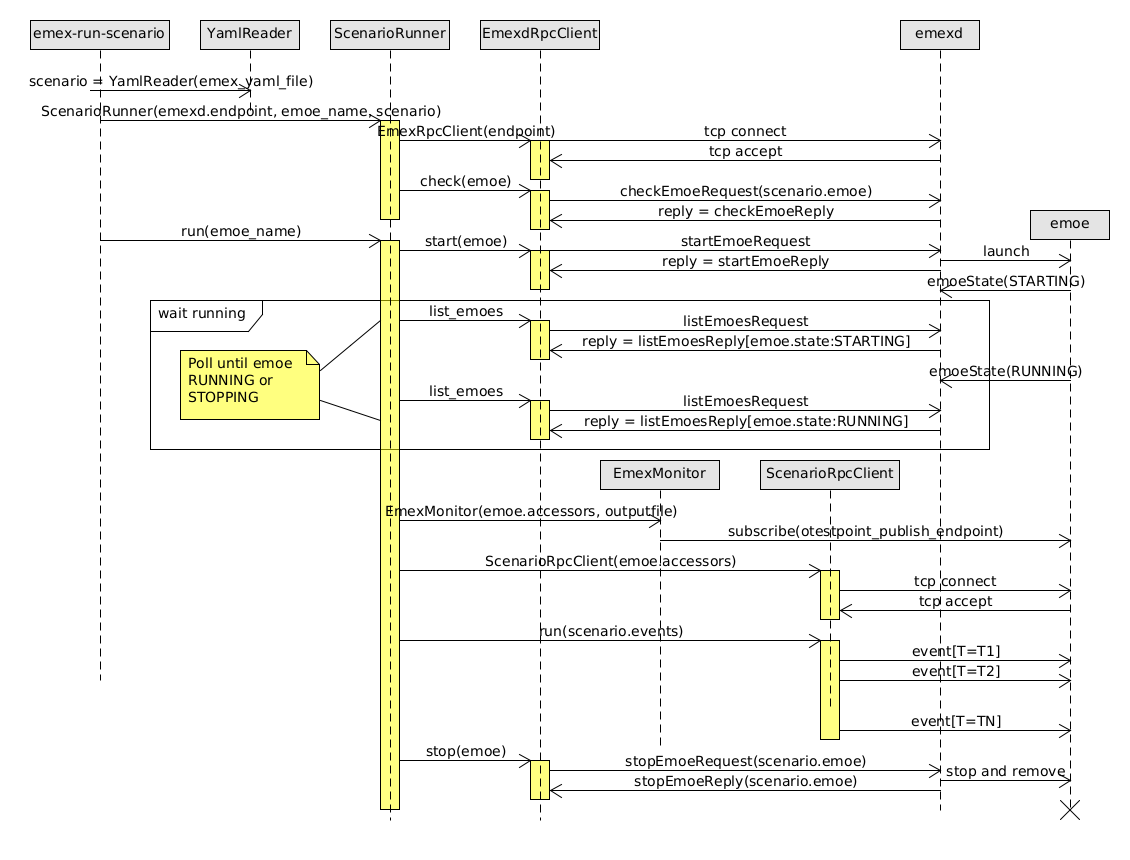 emex-run-scenario
YamlReader
ScenarioRunner
EmexdRpcClient
emexd
scenario = YamlReader(emex_yaml_file)
ScenarioRunner(emexd.endpoint, emoe_name, scenario)
EmexRpcClient(endpoint)
tcp connect
tcp accept
check(emoe)
checkEmoeRequest(scenario.emoe)
reply = checkEmoeReply
emoe
run(emoe_name)
start(emoe)
startEmoeRequest
launch
reply = startEmoeReply
emoeState(STARTING)
wait running
list_emoes
listEmoesRequest
reply = listEmoesReply[emoe.state:STARTING]
Poll until emoe
RUNNING or
STOPPING
emoeState(RUNNING)
list_emoes
listEmoesRequest
reply = listEmoesReply[emoe.state:RUNNING]
EmexMonitor
ScenarioRpcClient
EmexMonitor(emoe.accessors, outputfile)
subscribe(otestpoint_publish_endpoint)
ScenarioRpcClient(emoe.accessors)
tcp connect
tcp accept
run(scenario.events)
event[T=T1]
event[T=T2]
event[T=TN]
stop(emoe)
stopEmoeRequest(scenario.emoe)
stop and remove
stopEmoeReply(scenario.emoe)